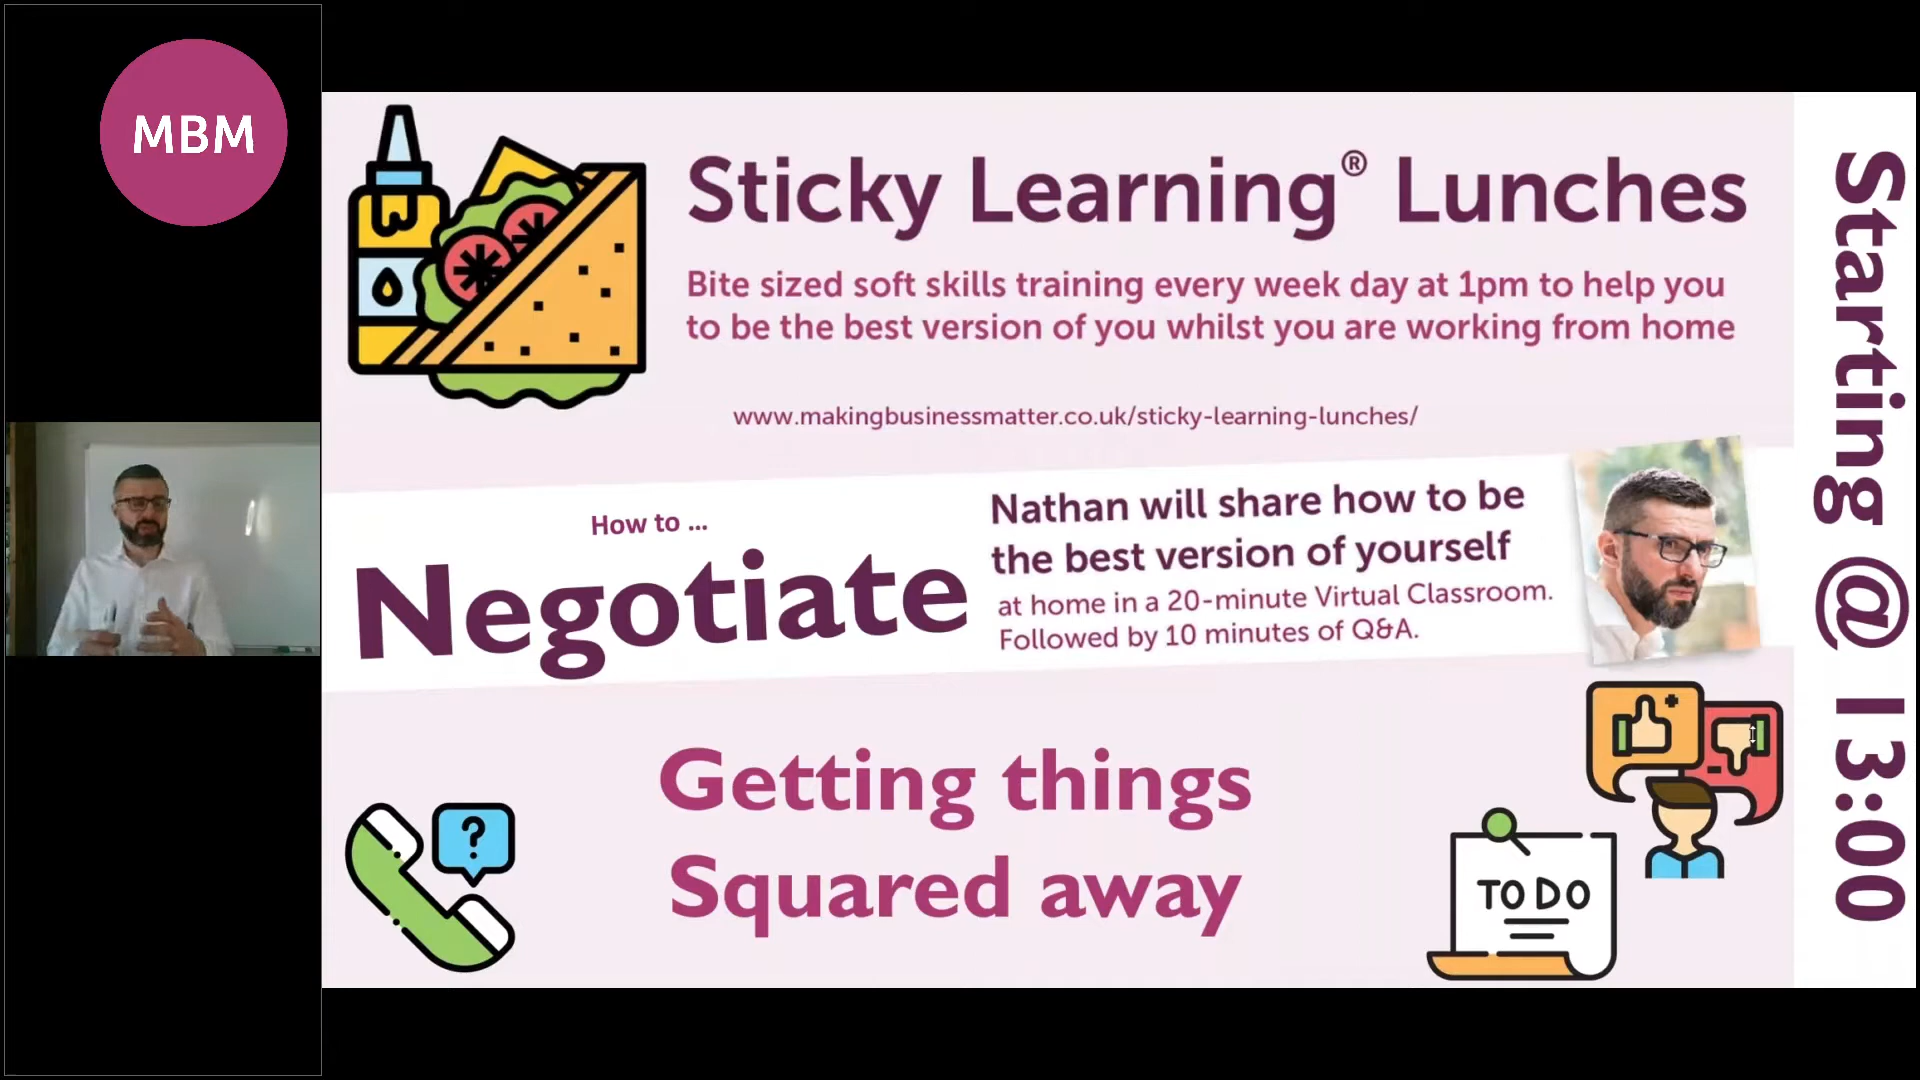 MBM
Sticky Learning® Lunches
Bite sized soft skills training every week day at 1pm to help you
to be the best version of you whilst you are working from home
www.makingbusinessmatter.co.uk/sticky-learning-lunches/
How to ...
Negotiate
Nathan will share how to be
the best version of yourself
at home in a 20-minute Virtual Classroom.
Followed by 10 minutes of Q&A.
Getting things
Squared away
?
TO DO
Starting @ 13:00